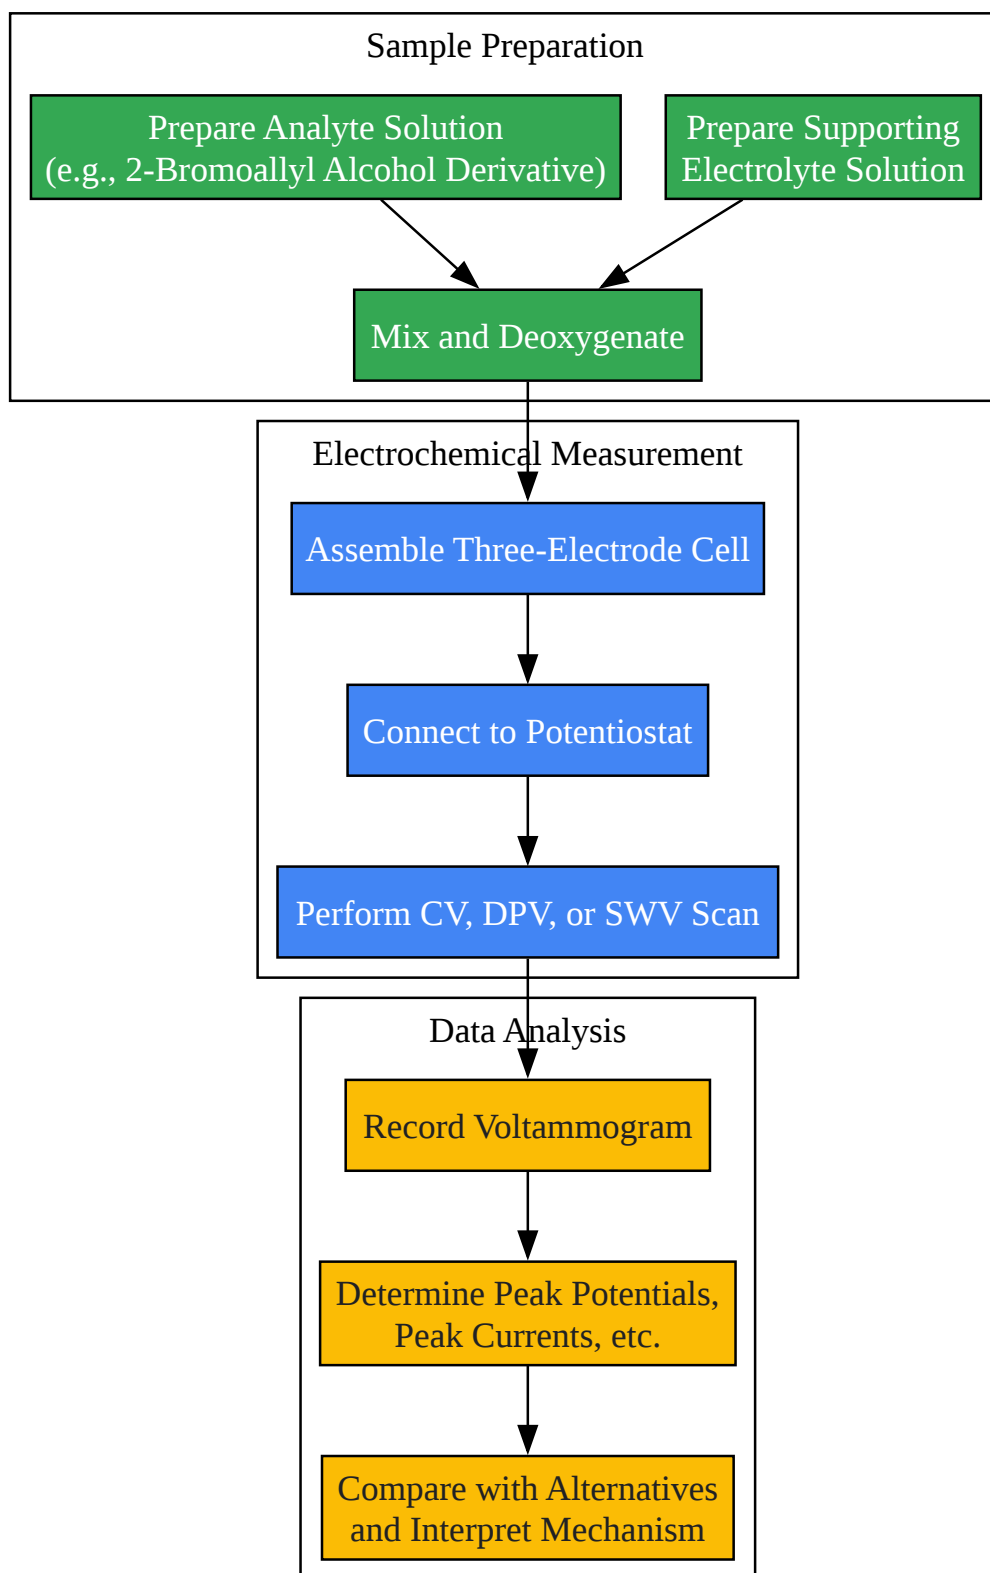 Sample Preparation
Prepare Analyte Solution
(e.g., 2-Bromoallyl Alcohol Derivative)
Prepare Supporting
Electrolyte Solution
Mix and Deoxygenate
Electrochemical Measurement
Assemble Three-Electrode Cell
Connect to Potentiostat
Perform CV, DPV, or SWV Scan
Data Analysis
Record Voltammogram
Determine Peak Potentials,
Peak Currents, etc.
Compare with Alternatives
and Interpret Mechanism